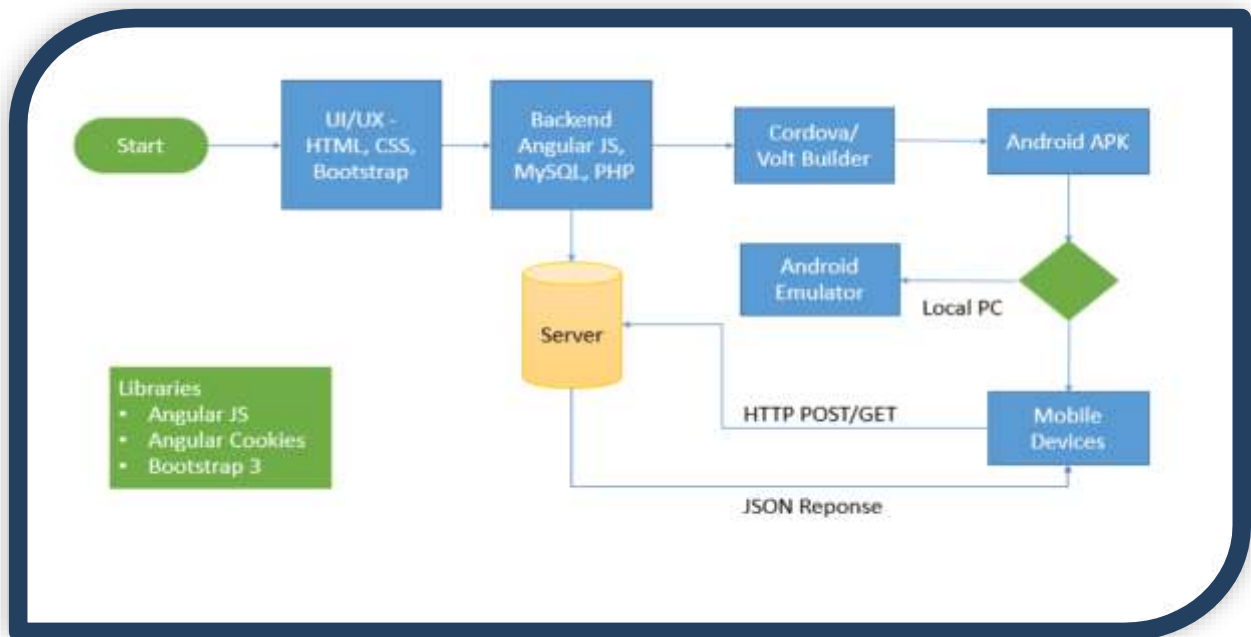 Start
UI/UX -
HTML, CSS,
Bootstrap
Backend
Angular JS,
MySQL, PHP
Cordova/
Volt Builder
Android APK
Android
Emulator
Local PC
Server
Libraries
• Angular JS
• Angular Cookies
• Bootstrap 3
HTTP POST/GET
Mobile
Devices
JSON Reponse